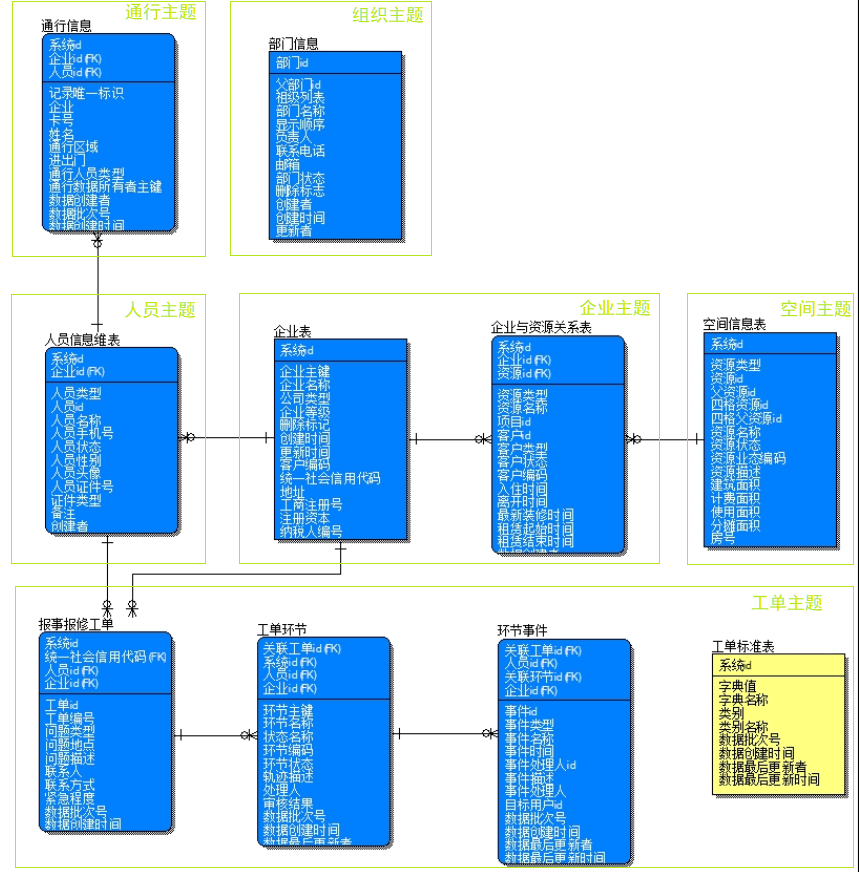 通行主题
通行信息
系统id
企业id (FK)
人员id (FK)
记录唯一标识
企业
卡号
姓名
通行区域
进出门
通行人员类型
通行数据所有者主键
数据创建者
数据批次号
数据创建时间
组织主题
部门信息
部门id
父部门id
祖级列表
部门名称
显示顺序
负责人
联系电话
邮箱
部门状态
删除标志
创建者
创建时间
更新者
人员主题
人员信息维表
系统id
企业id (FK)
人员类型
人员id
人员名称
人员手机号
人员状态
人员性别
人员头像
人员证件号
证件类型
备注
创建者
企业主题
企业表
系统id
企业主键
企业名称
公司类型
企业等级
删除标记
创建时间
更新时间
客户编码
统一社会信用代码
地址
工商注册号
注册资本
纳税人编号
企业与资源关系表
系统id
企业id (FK)
资源id (FK)
资源类型
资源名称
项目id
客户id
客户类型
客户状态
客户编码
入住时间
离开时间
最新装修时间
租赁起始时间
租赁结束时间
数据创建者
空间主题
空间信息表
系统id
资源类型
资源id
父资源id
四格资源id
四格父资源id
资源名称
资源状态
资源业态编码
资源描述
建筑面积
计费面积
使用面积
分摊面积
房号
工单主题
报事报修工单
系统id
统一社会信用代码 (FK)
人员id (FK)
企业id (FK)
工单id
工单编号
问题类型
问题地点
问题描述
联系人
联系方式
紧急程度
数据批次号
数据创建时间
工单环节
关联工单id (FK)
系统id (FK)
人员id (FK)
企业id (FK)
环节主键
环节名称
状态名称
环节编码
环节状态
轨迹描述
处理人
审核结果
数据批次号
数据创建时间
数据最后更新者
环节事件
关联工单id (FK)
人员id (FK)
关联环节id (FK)
企业id (FK)
事件id
事件类型
事件名称
事件时间
事件处理人id
事件描述
事件处理人
目标用户id
数据批次号
数据创建时间
数据最后更新者
数据最后更新时间
工单标准表
系统id
字典值
字典名称
类别
类别名称
数据批次号
数据创建时间
数据最后更新者
数据最后更新时间